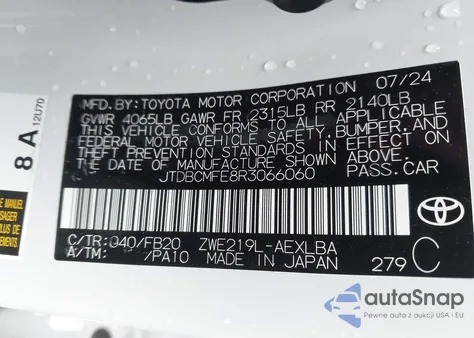 MFD. BY: TOYOTA MOTOR CORPORATION 07/24
GVWR 4065LB GAWR FR 2315LB RR 2140LB
THIS VEHICLE CONFORMS TO ALL APPLICABLE
FEDERAL MOTOR VEHICLE SAFETY, BUMPER, AND
THEFT PREVENTION STANDARDS IN EFFECT ON
THE DATE OF MANUFACTURE SHOWN ABOVE.
JTDBCMFE8R3066060 PASS. CAR
TOYOTA
C/TR: 040/FB20 ZWE219L-AEXLBA
A/TM: /PA10 MADE IN JAPAN 279 C
8 A 12U70
autoSnap
Pewne auta z aukcji USA i EU